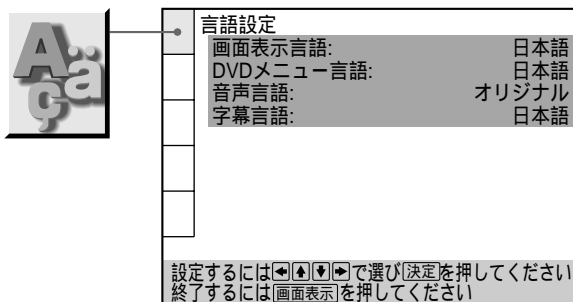 Aäç
言語設定
画面表示言語: 日本語
DVDメニュー言語: 日本語
音声言語: オリジナル
字幕言語: 日本語
設定するには←↑↓→で選び決定を押してください
終了するには画面表示を押してください